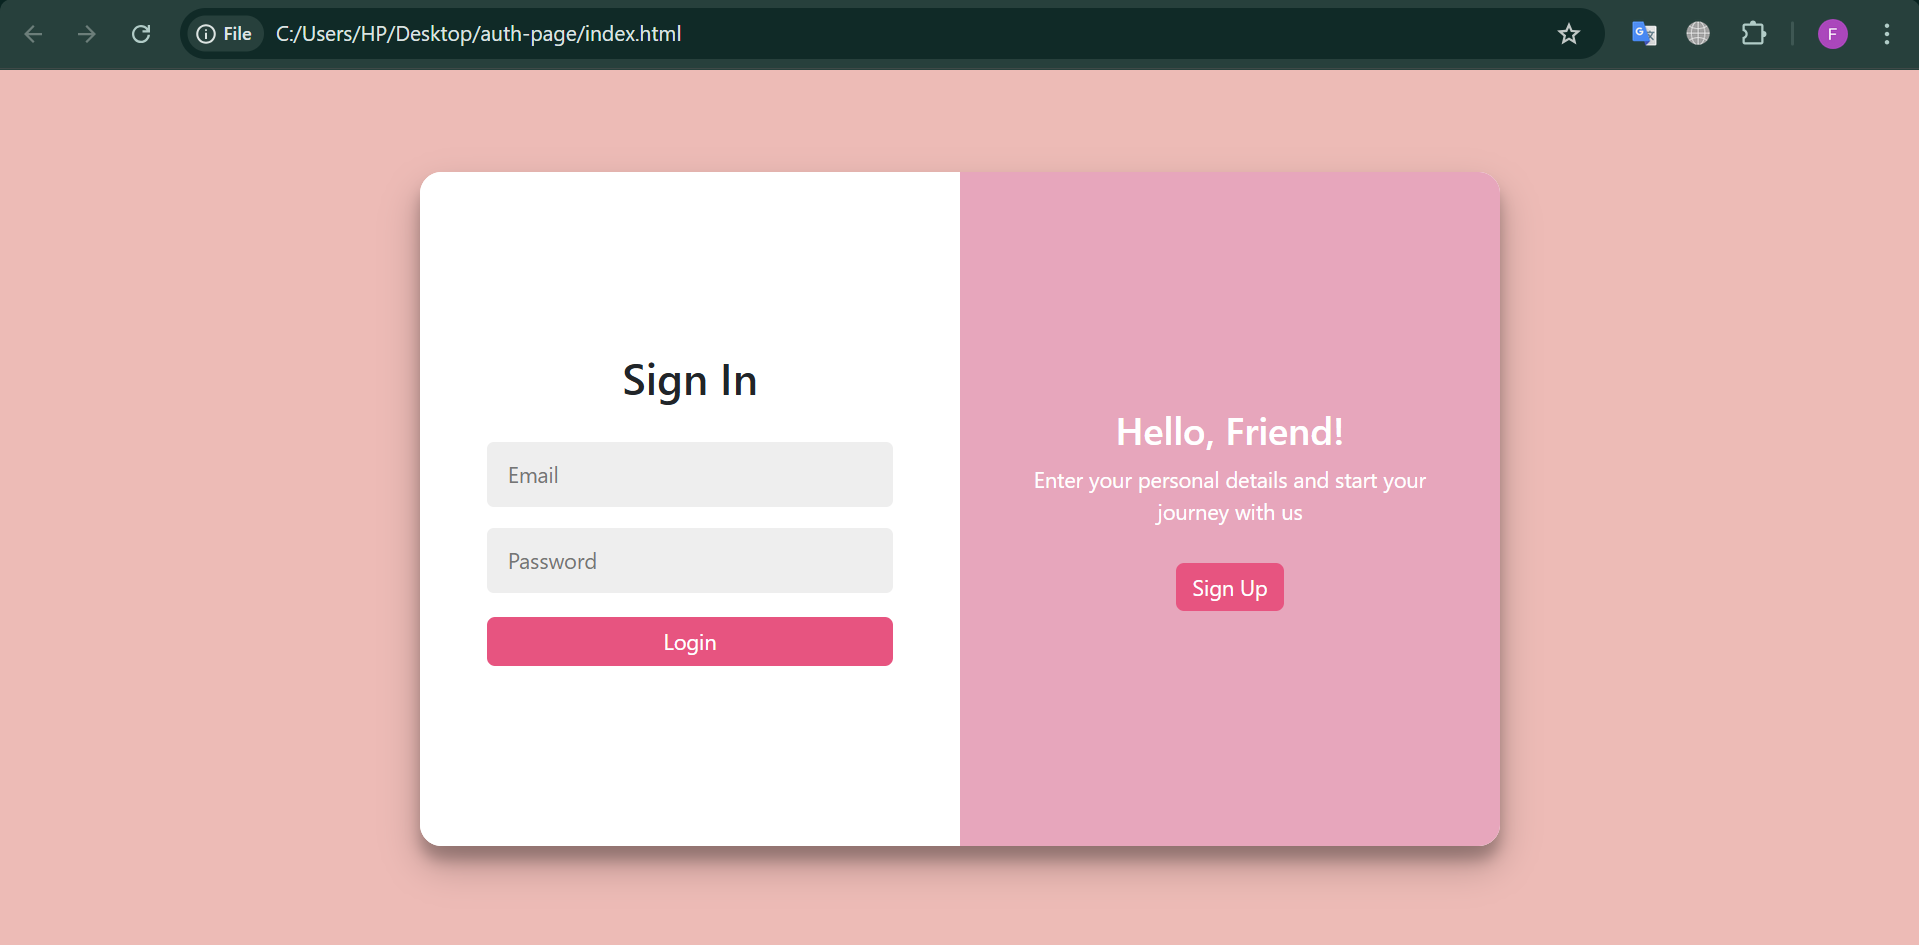 File C:/Users/HP/Desktop/auth-page/index.html
F
Sign In
Email
Password
Login
Hello, Friend!
Enter your personal details and start your
journey with us
Sign Up